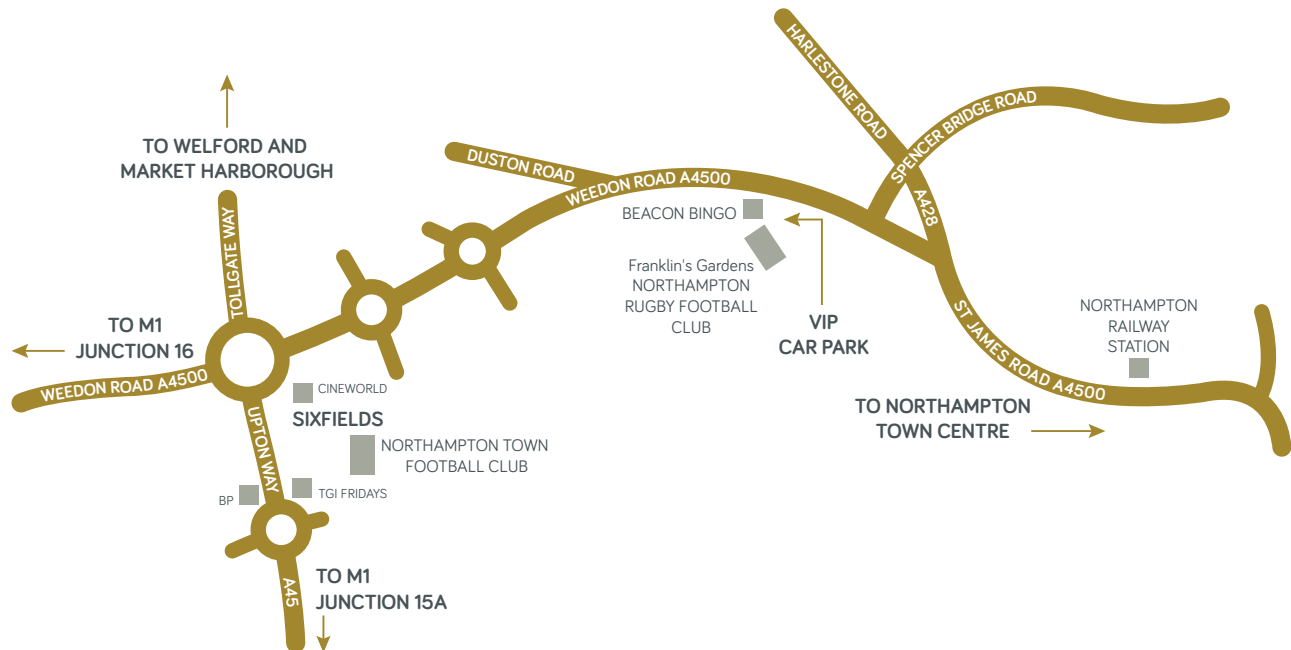 HARLESTONE ROAD
SPENCER BRIDGE ROAD
TO WELFORD AND
MARKET HARBOROUGH
DUSTON ROAD
WEEDON ROAD A4500
A428
BEACON BINGO
TOLLGATE WAY
Franklin's Gardens
NORTHAMPTON
RUGBY FOOTBALL
CLUB
VIP
CAR PARK
TO M1
JUNCTION 16
ST JAMES ROAD A4500
NORTHAMPTON
RAILWAY
STATION
WEEDON ROAD A4500
CINEWORLD
SIXFIELDS
TO NORTHAMPTON
TOWN CENTRE
UPTON WAY
NORTHAMPTON TOWN
FOOTBALL CLUB
BP
TGI FRIDAYS
A45
TO M1
JUNCTION 15A